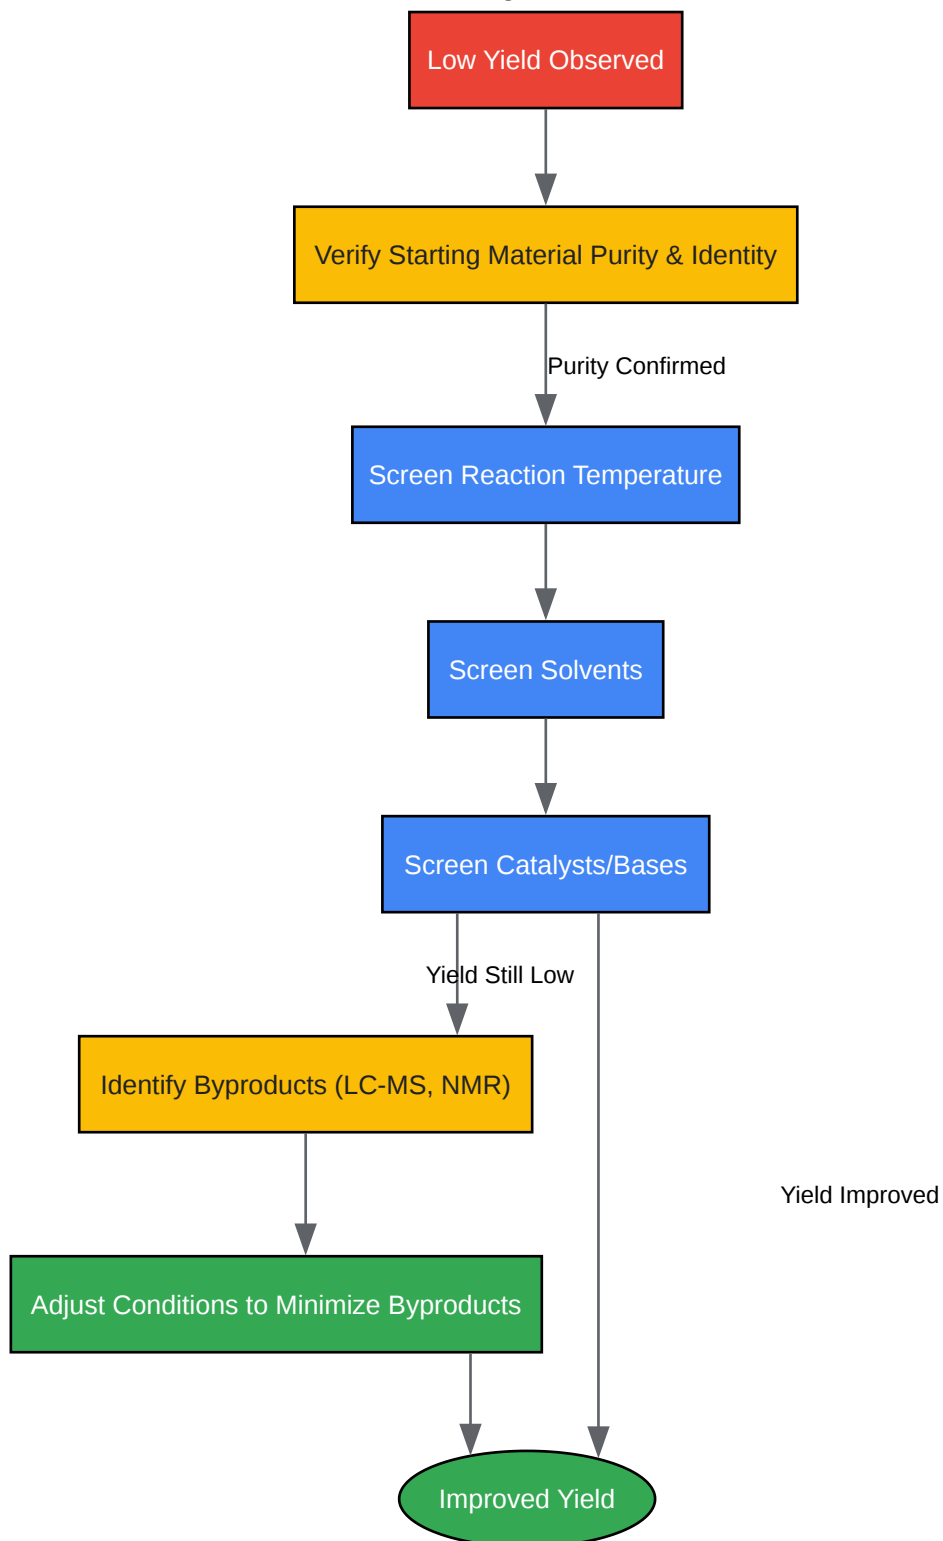 Low Yield Observed
Verify Starting Material Purity & Identity
Purity Confirmed
Screen Reaction Temperature
Screen Solvents
Screen Catalysts/Bases
Yield Still Low
Identify Byproducts (LC-MS, NMR)
Yield Improved
Adjust Conditions to Minimize Byproducts
Improved Yield